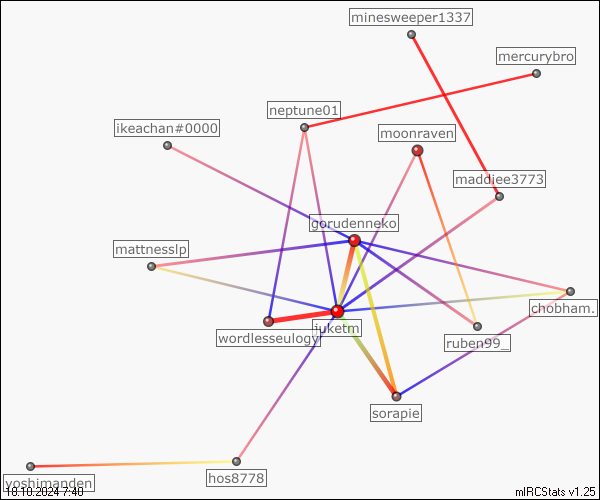 minesweeper1337
mercurybro
neptune01
ikeachan#0000
moonraven
maddiee3773
gorudenneko
mattnesslp
chobham.
juketm
wordlesseulogy
ruben99_
sorapie
hos8778
yoshimanden
18.10.2024 7:40
mIRCStats v1.25